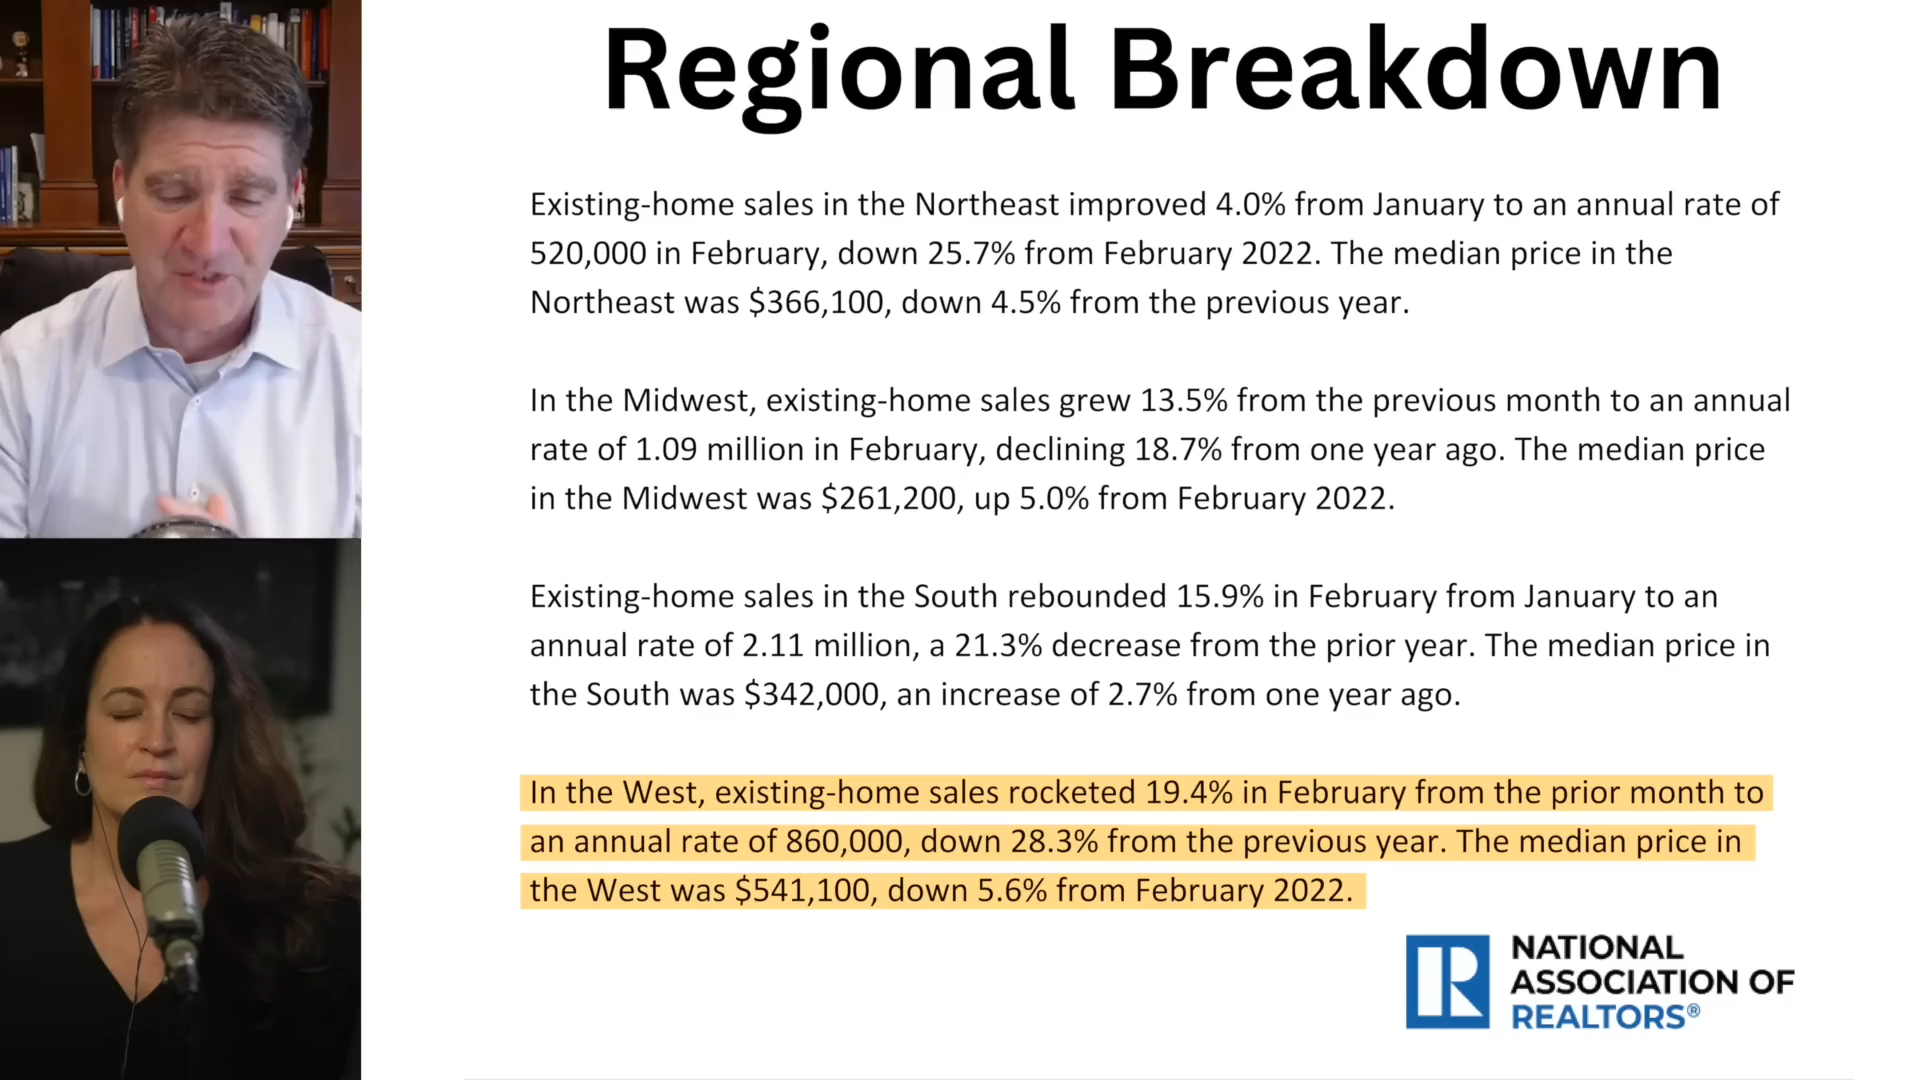 Regional Breakdown
Existing-home sales in the Northeast improved 4.0% from January to an annual rate of
520,000 in February, down 25.7% from February 2022. The median price in the
Northeast was $366,100, down 4.5% from the previous year.
In the Midwest, existing-home sales grew 13.5% from the previous month to an annual
rate of 1.09 million in February, declining 18.7% from one year ago. The median price
in the Midwest was $261,200, up 5.0% from February 2022.
Existing-home sales in the South rebounded 15.9% in February from January to an
annual rate of 2.11 million, a 21.3% decrease from the prior year. The median price in
the South was $342,000, an increase of 2.7% from one year ago.
In the West, existing-home sales rocketed 19.4% in February from the prior month to
an annual rate of 860,000, down 28.3% from the previous year. The median price in
the West was $541,100, down 5.6% from February 2022.
R
NATIONAL
ASSOCIATION OF
REALTORS®